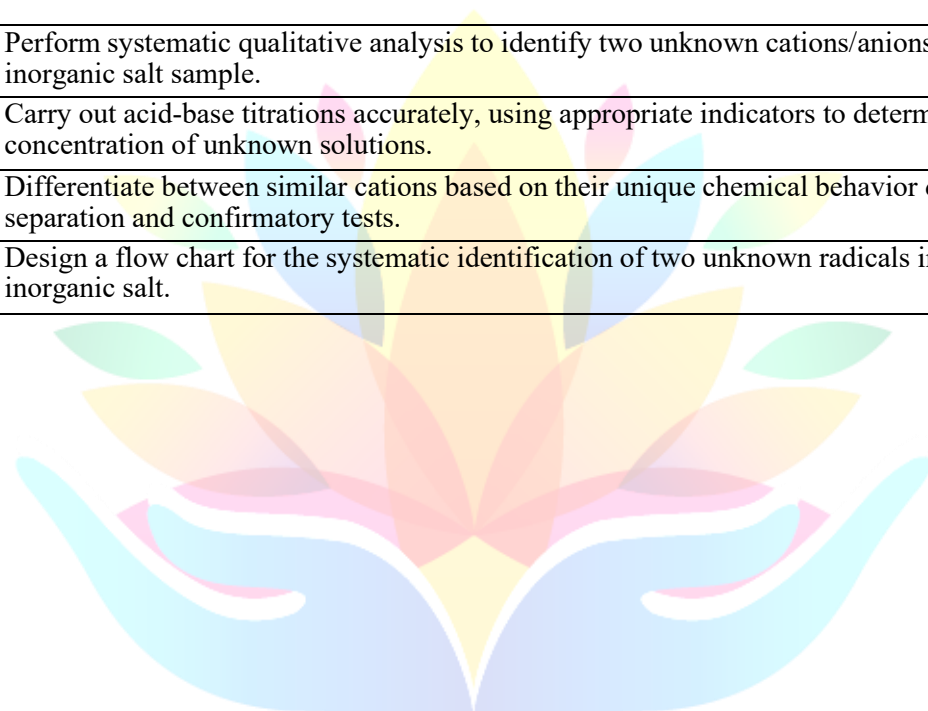 Perform systematic qualitative analysis to identify two unknown cations/anions
inorganic salt sample.
Carry out acid-base titrations accurately, using appropriate indicators to
concentration of unknown solutions.
Differentiate between similar cations based on their unique chemical behavior
separation and confirmatory tests.
Design a flow chart for the systematic identification of two unknown radicals
inorganic salt.